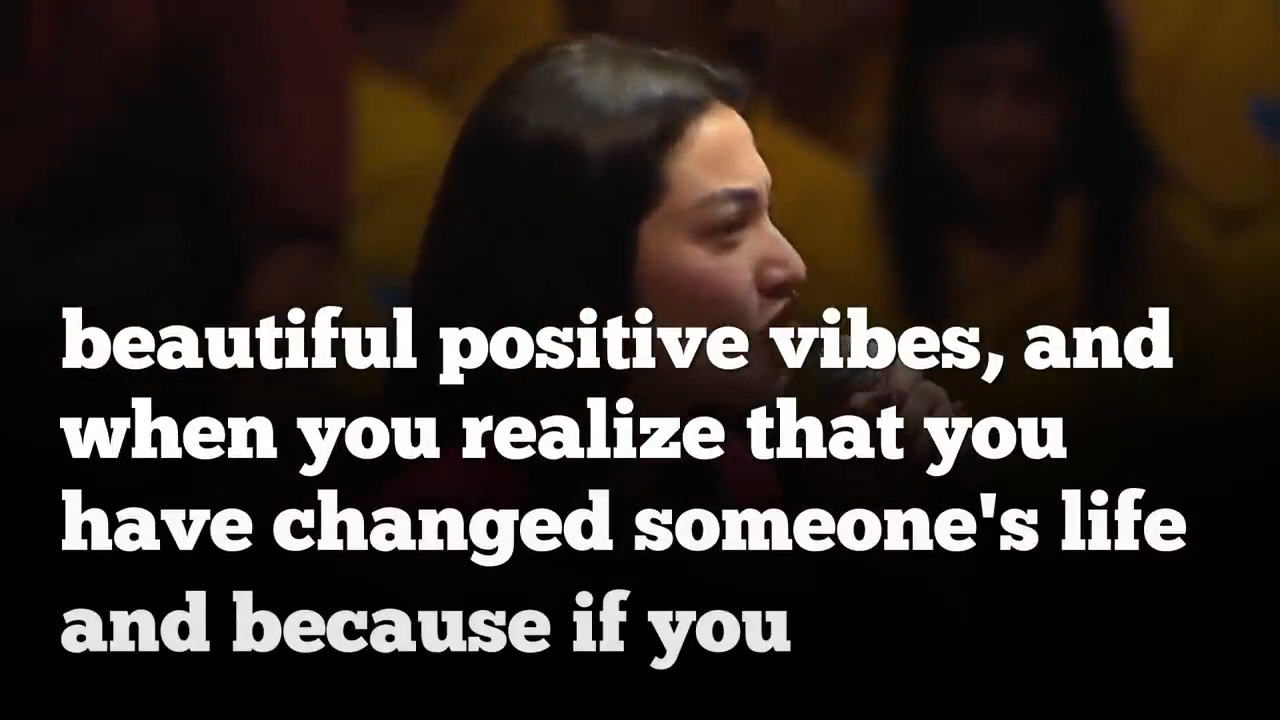 beautiful positive vibes, and
when you realize that you
have changed someone's life
and because if you